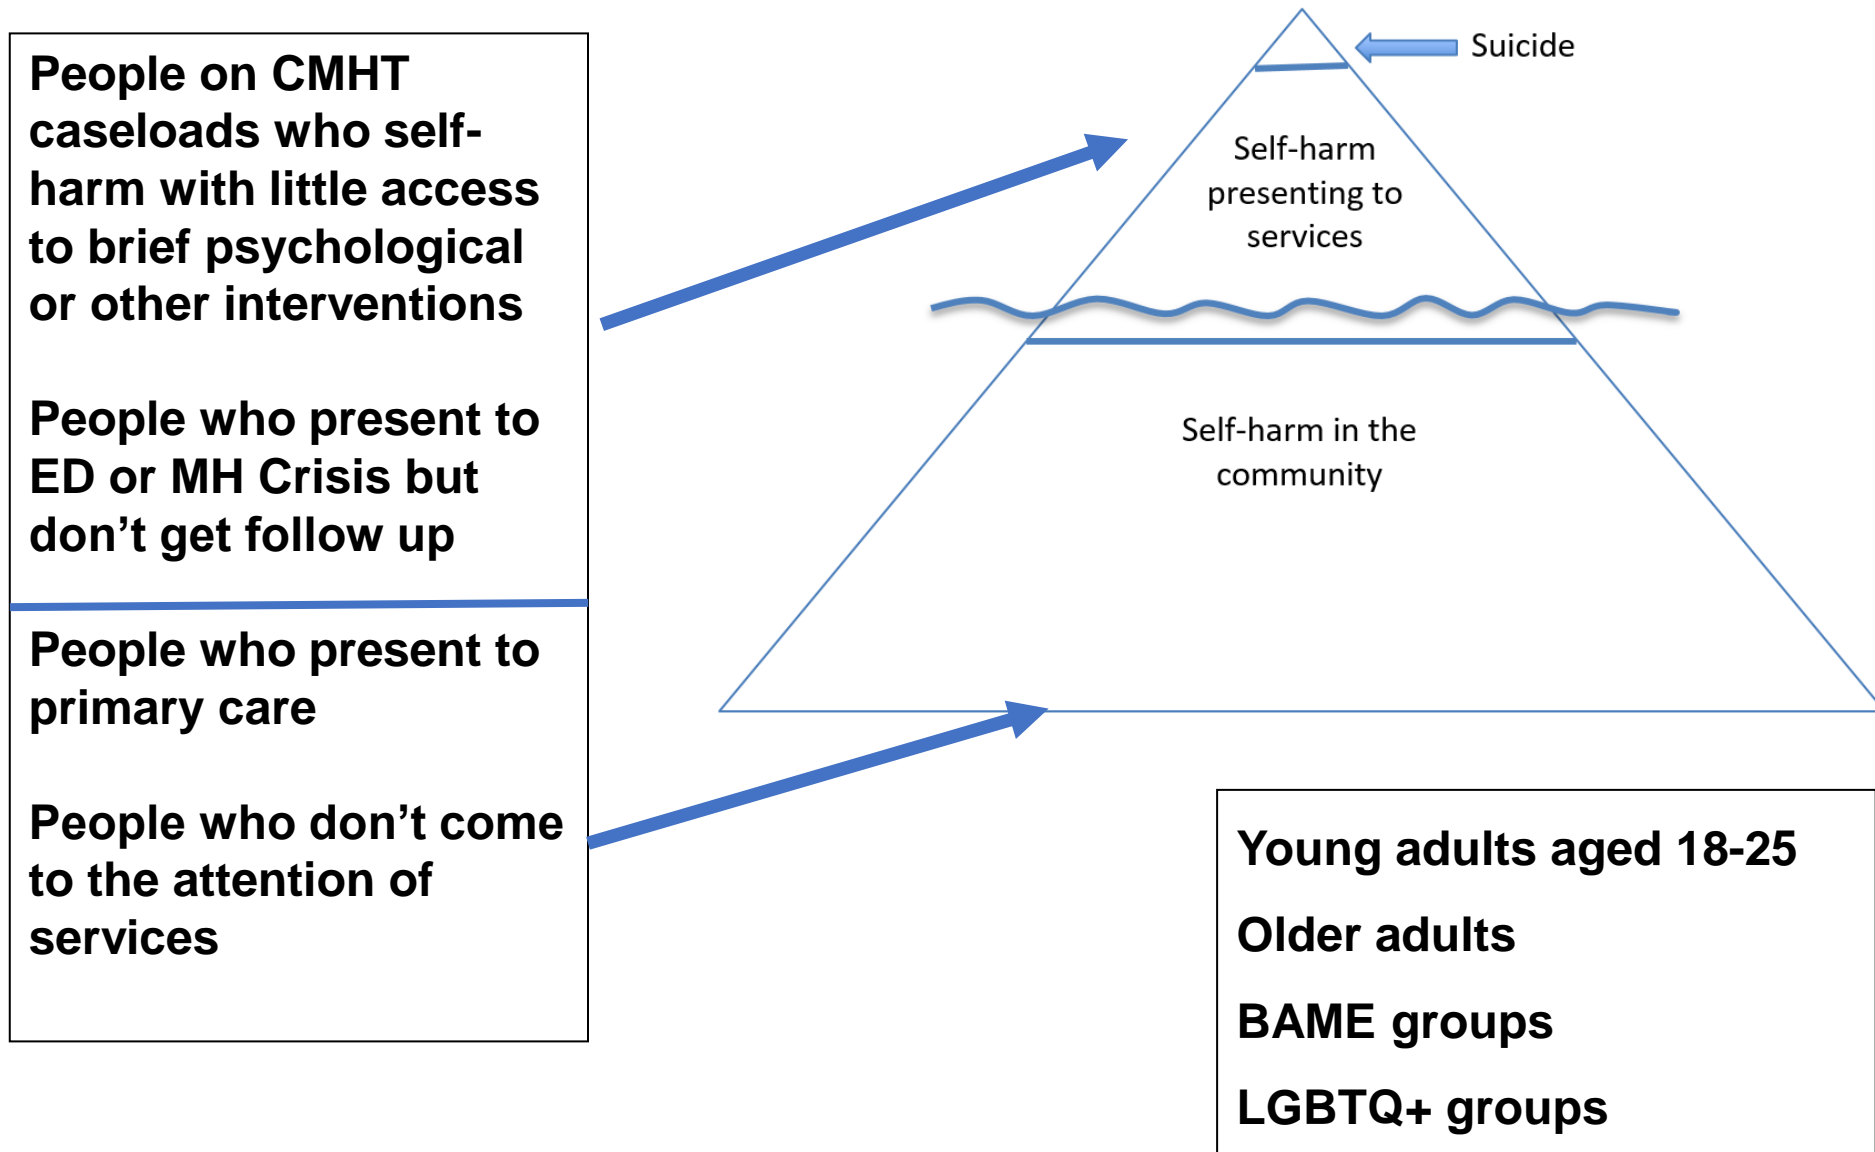 People on CMHT
caseloads who self-
harm with little access
to brief psychological
or other interventions
People who present to
ED or MH Crisis but
don’t get follow up
People who present to
primary care
People who don’t come
to the attention of
services
Suicide
Self-harm
presenting to
services
Self-harm in the
community
Young adults aged 18-25
Older adults
BAME groups
LGBTQ+ groups